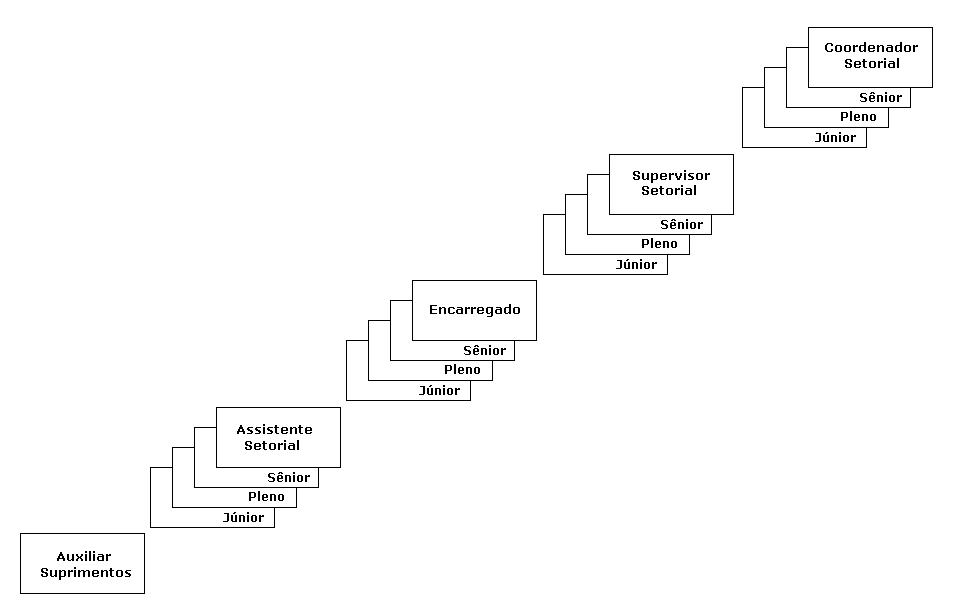 Coordenador
Setorial
Sênior
Pleno
Júnior
Supervisor
Setorial
Sênior
Pleno
Júnior
Encarregado
Sênior
Pleno
Júnior
Assistente
Setorial
Sênior
Pleno
Júnior
Auxiliar
Suprimentos